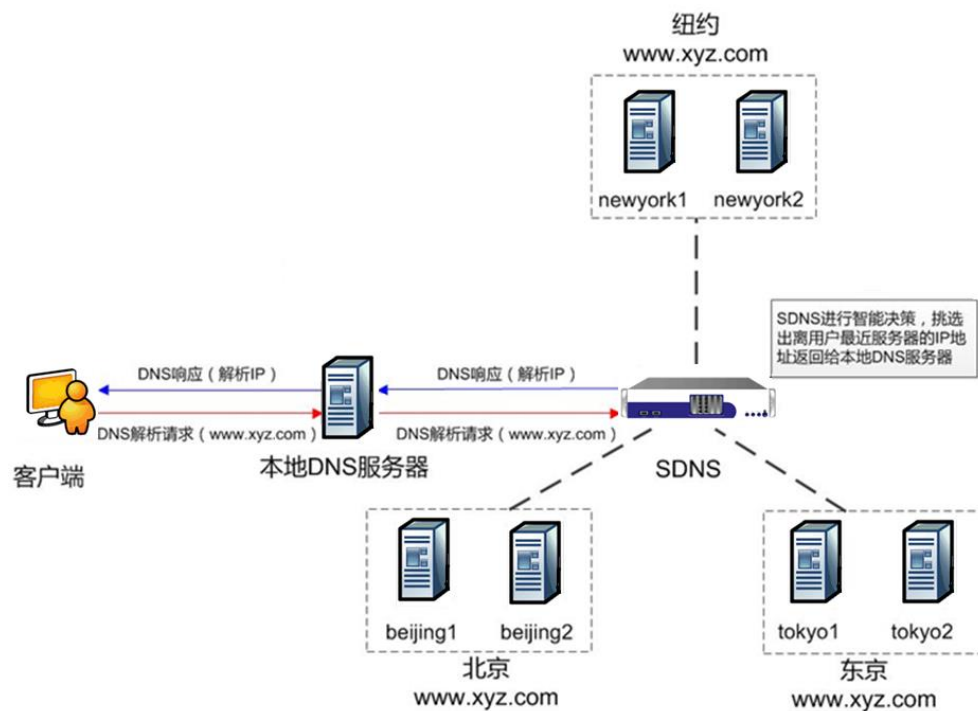 纽约
www.xyz.com
newyork1
newyork2
SDNS进行智能决策，挑选
出离用户最近服务器的IP地
址返回给本地DNS服务器
DNS响应（解析IP）
DNS响应（解析IP）
DNS解析请求（www.xyz.com）
DNS解析请求（www.xyz.com）
客户端
本地DNS服务器
SDNS
beijing1
beijing2
tokyo1
tokyo2
北京
www.xyz.com
东京
www.xyz.com